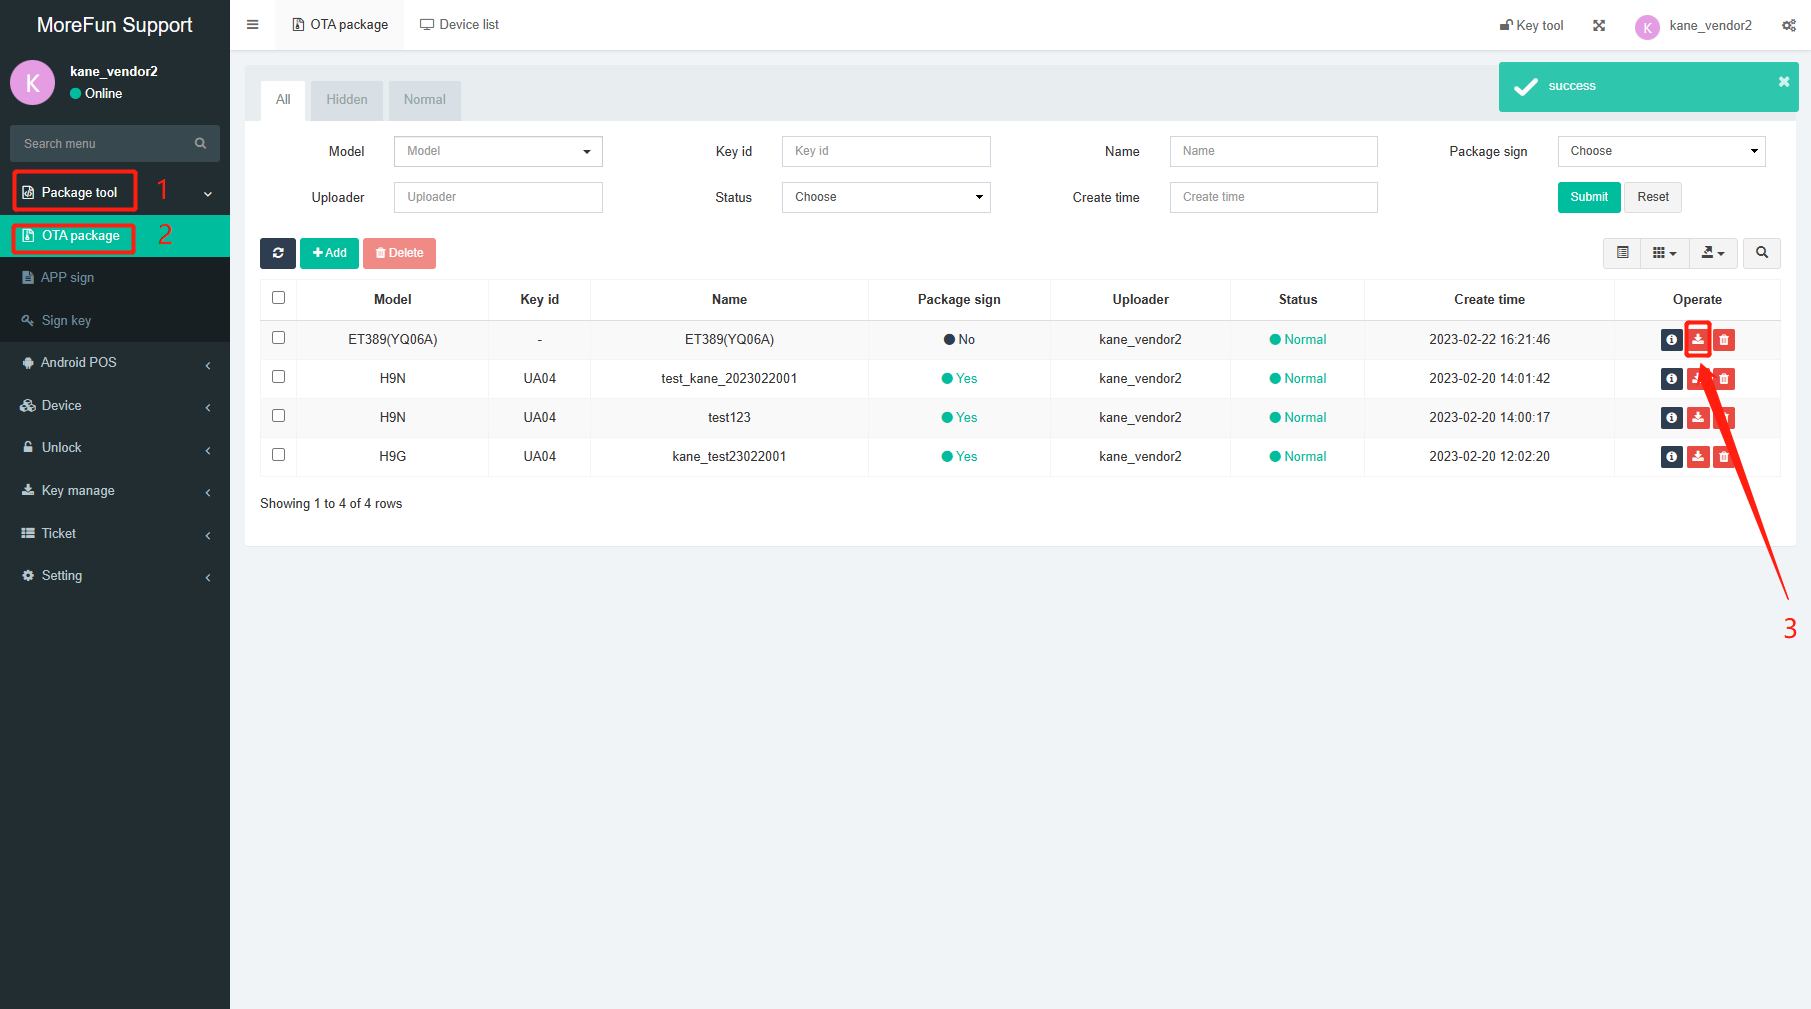 MoreFun Support
OTA package
Device list
Key tool
K
kane_vendor2
K
kane_vendor2
Online
success
Search menu
Package tool
1
OTA package
2
APP sign
Sign key
Android POS
Device
Unlock
Key manage
Ticket
Setting
All
Hidden
Normal
Model
Model
Key id
Key id
Name
Name
Package sign
Choose
Uploader
Uploader
Status
Choose
Create time
Create time
Submit
Reset
Add
Delete
Model Key id Name Package sign Uploader Status Create time Operate
ET389(YQ06A) - ET389(YQ06A) No kane_vendor2 Normal 2023-02-22 16:21:46
H9N UA04 test_kane_2023022001 Yes kane_vendor2 Normal 2023-02-20 14:01:42
H9N UA04 test123 Yes kane_vendor2 Normal 2023-02-20 14:00:17
H9G UA04 kane_test23022001 Yes kane_vendor2 Normal 2023-02-20 12:02:20
Showing 1 to 4 of 4 rows
3